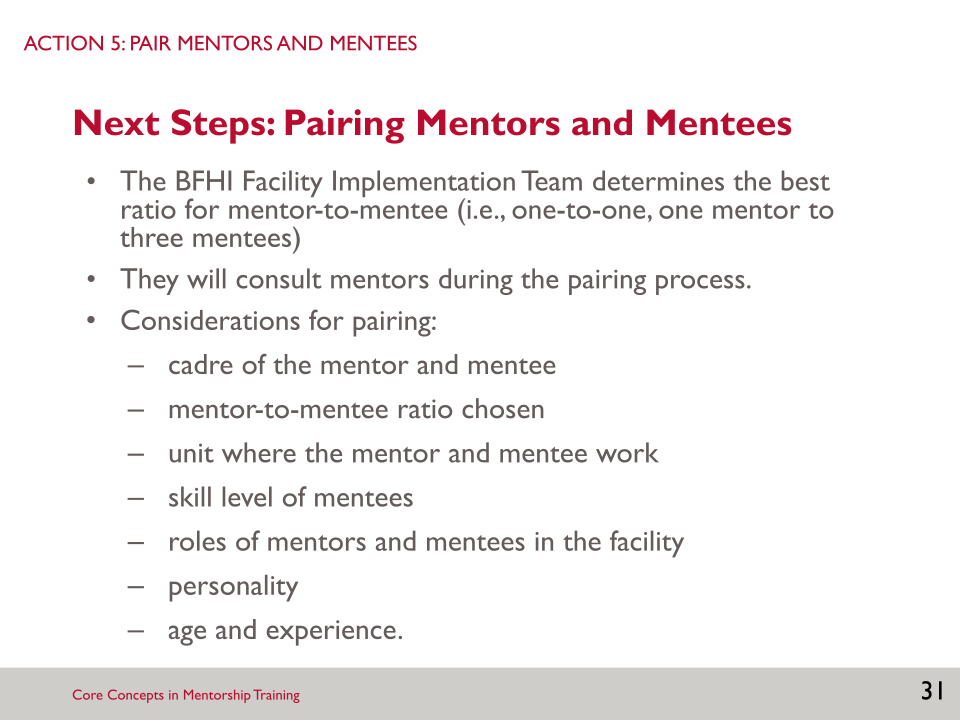 ACTION 5: PAIR MENTORS AND MENTEES
Next Steps: Pairing Mentors and Mentees
• The BFHI Facility Implementation Team determines the best
ratio for mentor-to-mentee (i.e., one-to-one, one mentor to
three mentees)
• They will consult mentors during the pairing process.
• Considerations for pairing:
– cadre of the mentor and mentee
– mentor-to-mentee ratio chosen
– unit where the mentor and mentee work
– skill level of mentees
– roles of mentors and mentees in the facility
– personality
– age and experience.
Core Concepts in Mentorship Training
31